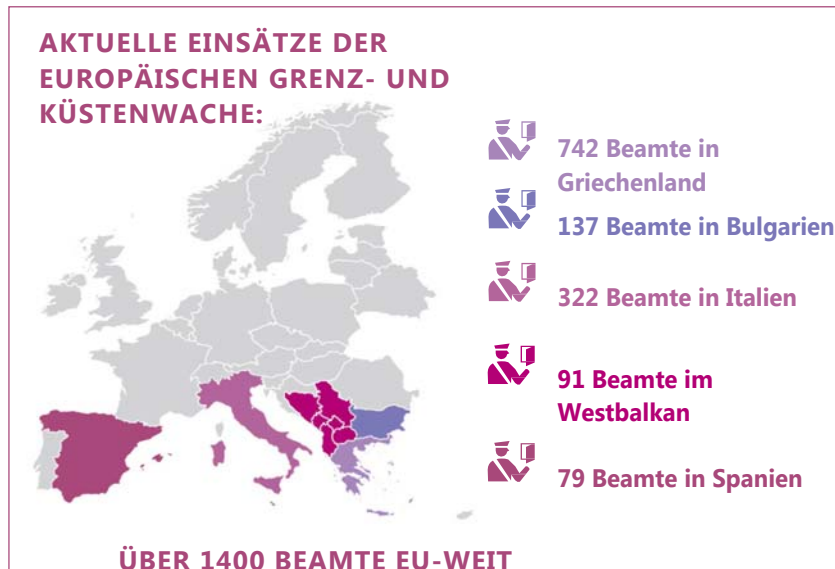 AKTUELLE EINSÄTZE DER
EUROPÄISCHEN GRENZ- UND
KÜSTENWACHE:
742 Beamte in
Griechenland
137 Beamte in Bulgarien
322 Beamte in Italien
91 Beamte im
Westbalkan
79 Beamte in Spanien
ÜBER 1400 BEAMTE EU-WEIT